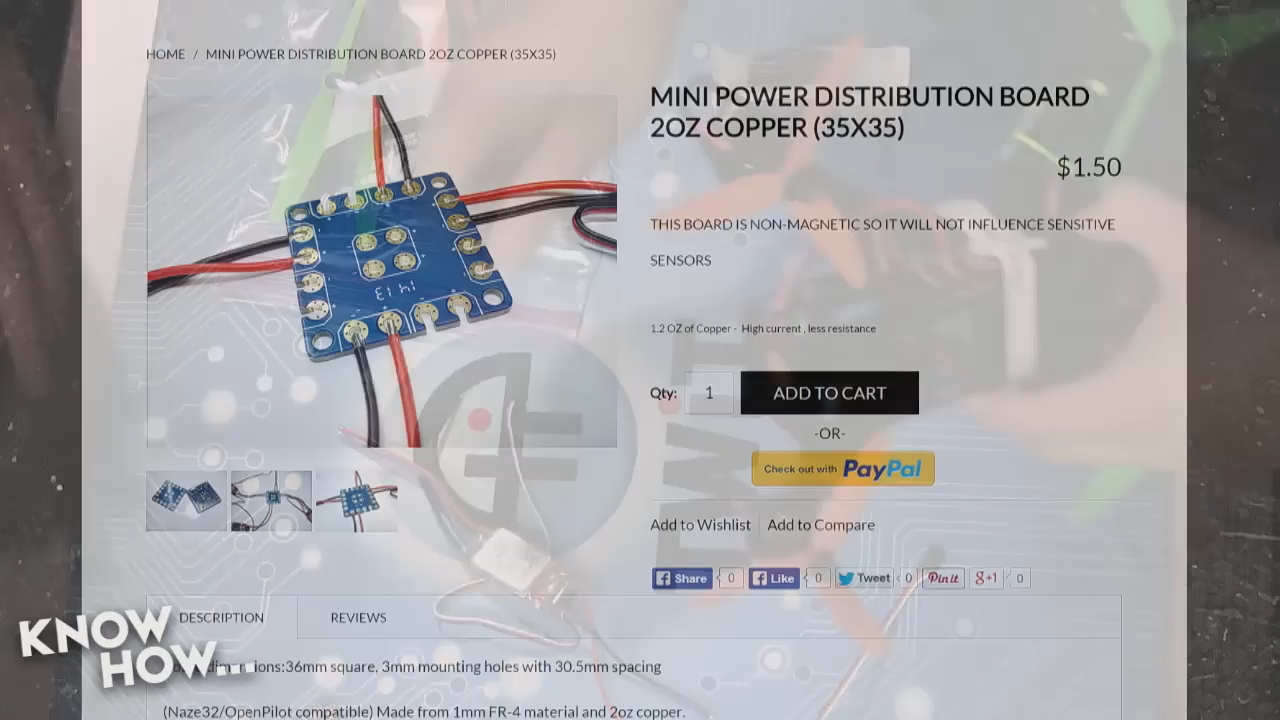 HOME / MINI POWER DISTRIBUTION BOARD 2OZ COPPER (35X35)
MINI POWER DISTRIBUTION BOARD
2OZ COPPER (35X35)
$1.50
THIS BOARD IS NON-MAGNETIC SO IT WILL NOT INFLUENCE SENSITIVE
SENSORS
1.2 OZ of Copper - High current , less resistance
Qty: 1 ADD TO CART
-OR-
Check out with PayPal
Add to Wishlist Add to Compare
Share 0 Like 0 Tweet 0 Pin it g+1 0
DESCRIPTION REVIEWS
KNOW
HOW...
36mm square, 3mm mounting holes with 30.5mm spacing
(Naze32/OpenPilot compatible) Made from 1mm FR-4 material and 2oz copper.
14 13